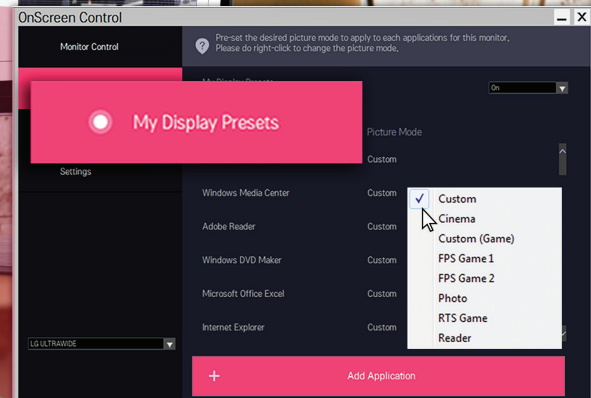 OnScreen Control
Monitor Control
Pre-set the desired picture mode to apply to each applications for this monitor,
Please do right-click to change the picture mode,
My Display Presets
On
My Display Presets
Picture Mode
Custom
Settings
Windows Media Center
Custom
Adobe Reader
Custom
Windows DVD Maker
Custom
Microsoft Office Excel
Custom
Internet Explorer
Custom
Custom
Cinema
Custom (Game)
FPS Game 1
FPS Game 2
Photo
RTS Game
Reader
LG ULTRAWIDE
+ Add Application